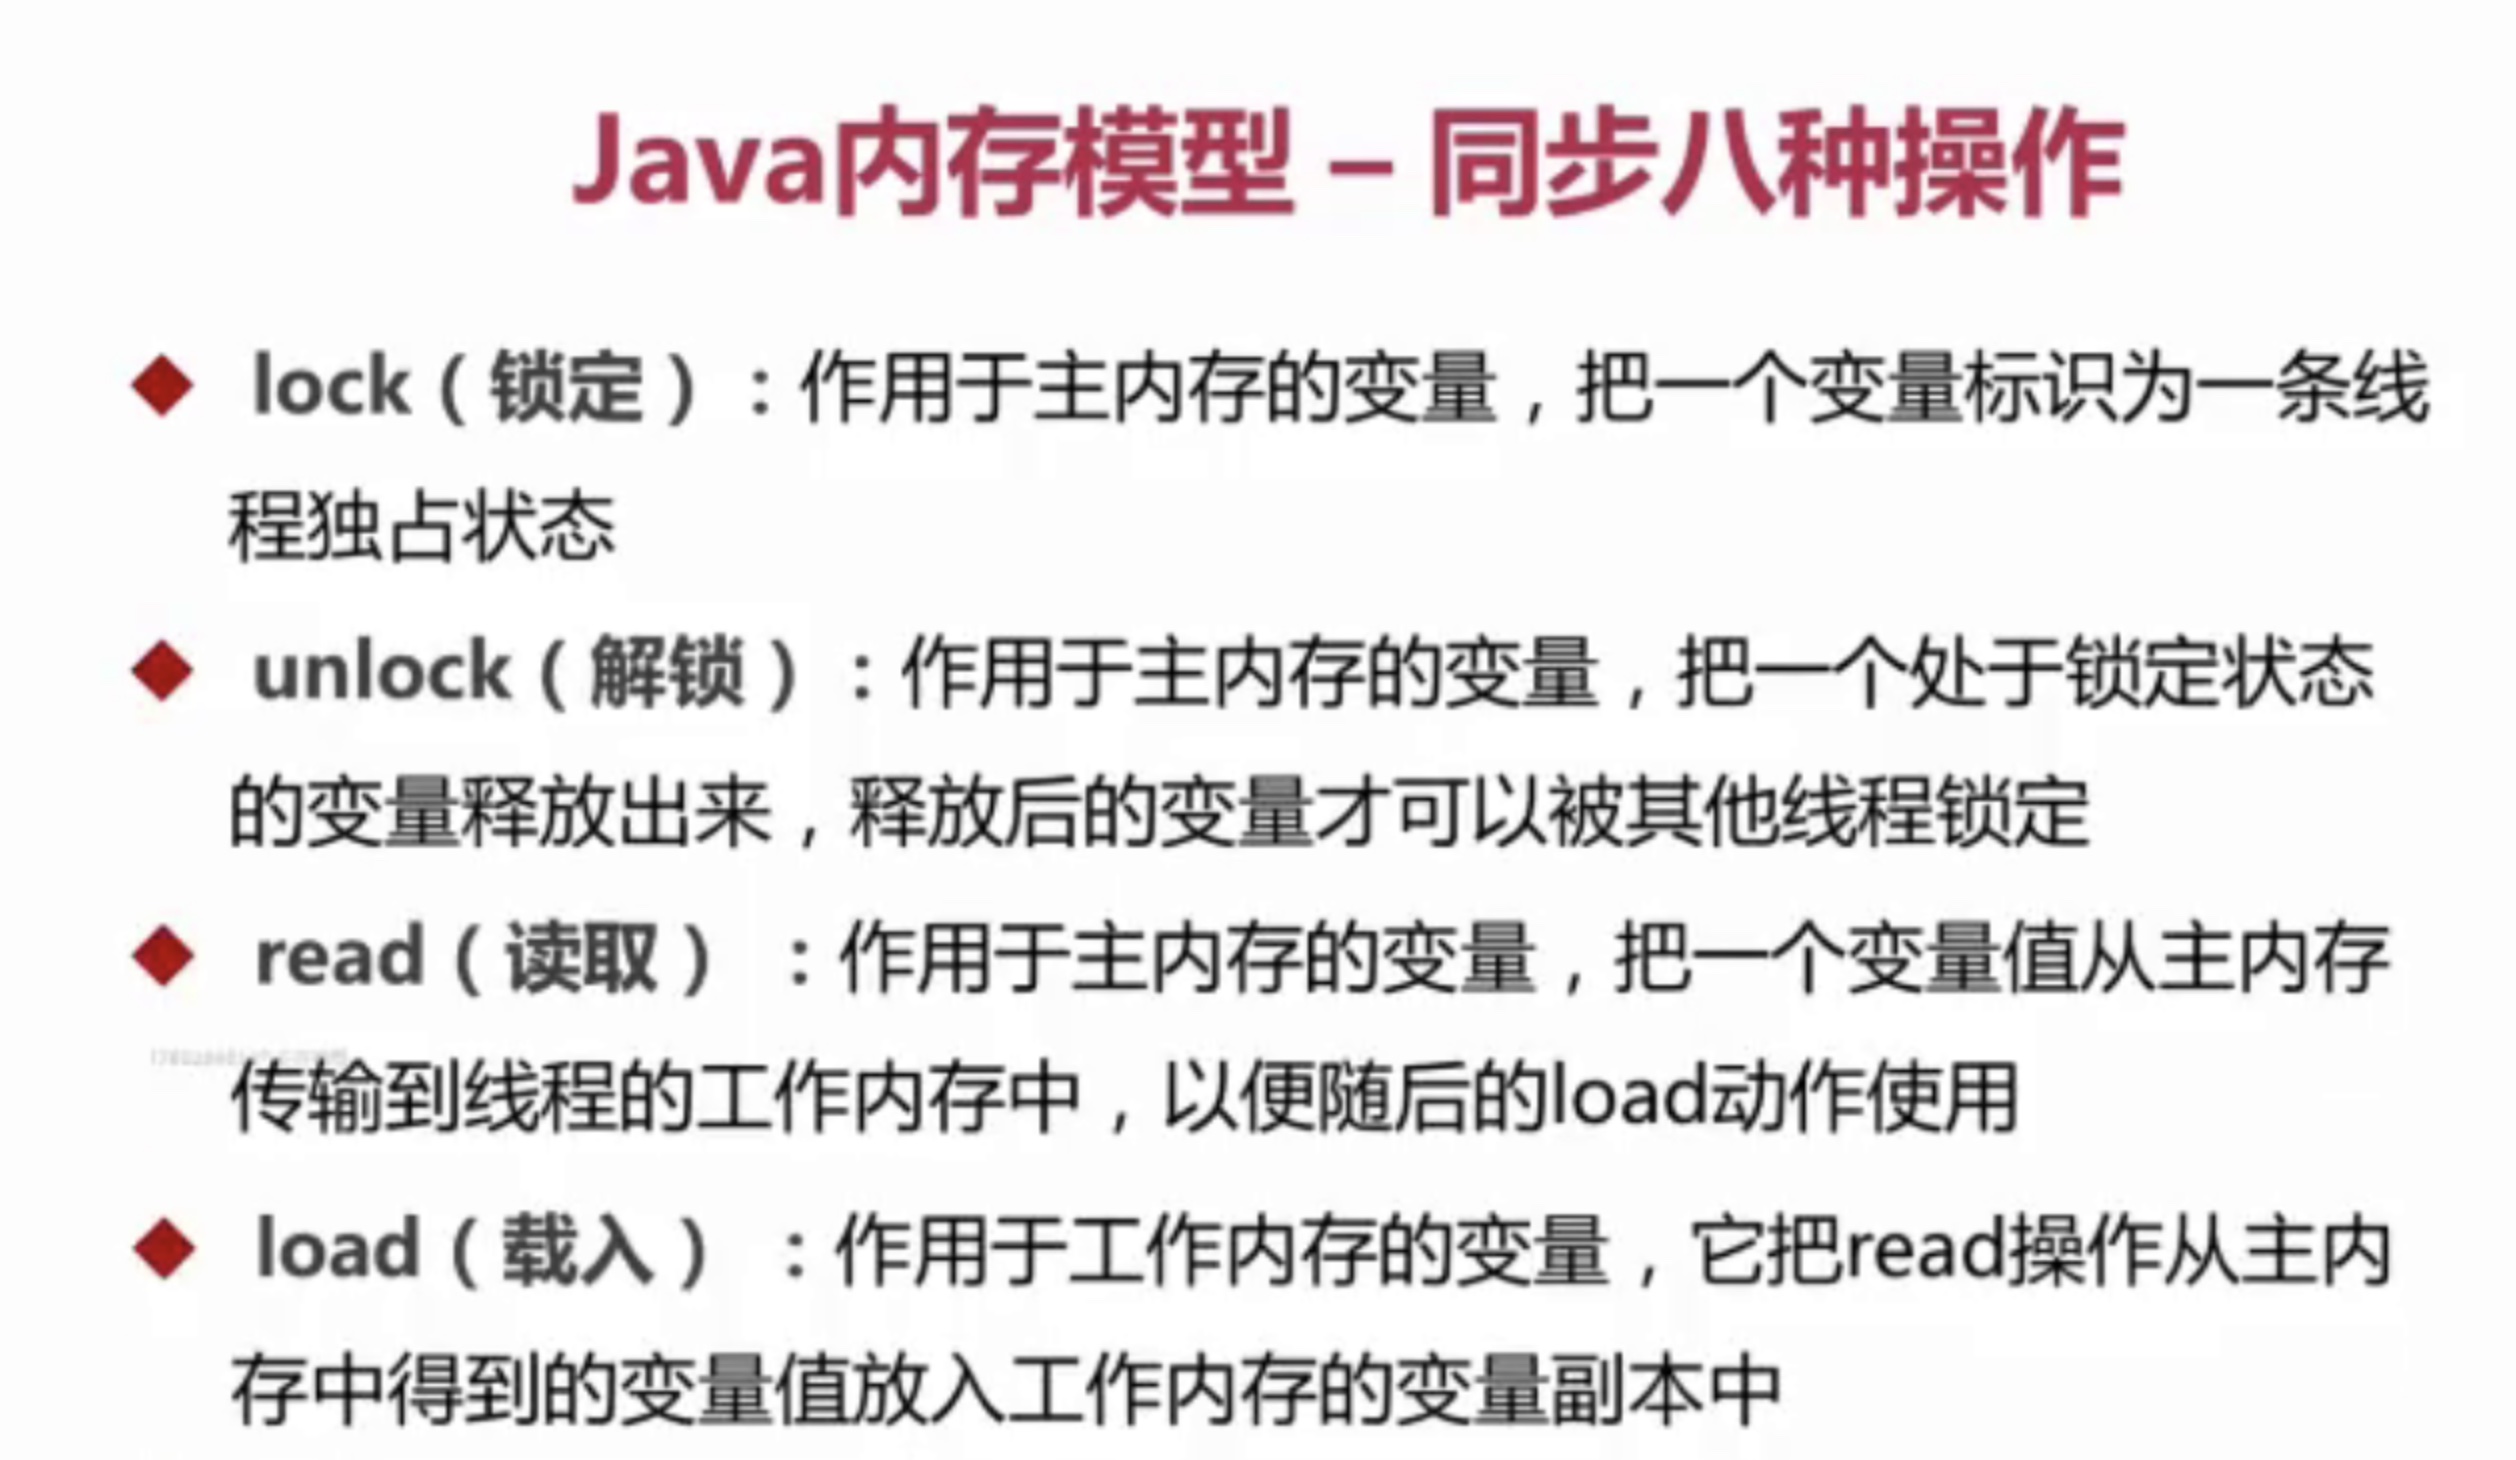 Java内存模型 – 同步八种操作
lock（锁定）：作用于主内存的变量，把一个变量标识为一条线
程独占状态
unlock（解锁）：作用于主内存的变量，把一个处于锁定状态
的变量释放出来，释放后的变量才可以被其他线程锁定
read（读取）：作用于主内存的变量，把一个变量值从主内存
传输到线程的工作内存中，以便随后的load动作使用
load（载入）：作用于工作内存的变量，它把read操作从主内
存中得到的变量值放入工作内存的变量副本中